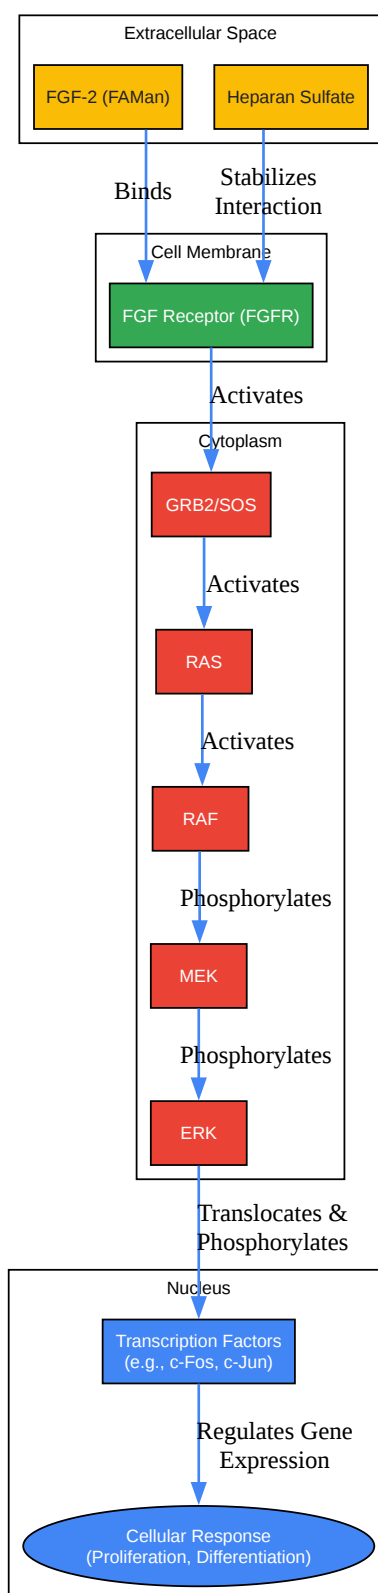 Extracellular Space
FGF-2 (FAMan)
Heparan Sulfate
Binds
Stabilizes
Interaction
Cell Membrane
FGF Receptor (FGFR)
Activates
Cytoplasm
GRB2/SOS
Activates
RAS
Activates
RAF
Phosphorylates
MEK
Phosphorylates
ERK
Translocates &
Phosphorylates
Nucleus
Transcription Factors
(e.g., c-Fos, c-Jun)
Regulates Gene
Expression
Cellular Response
(Proliferation, Differentiation)